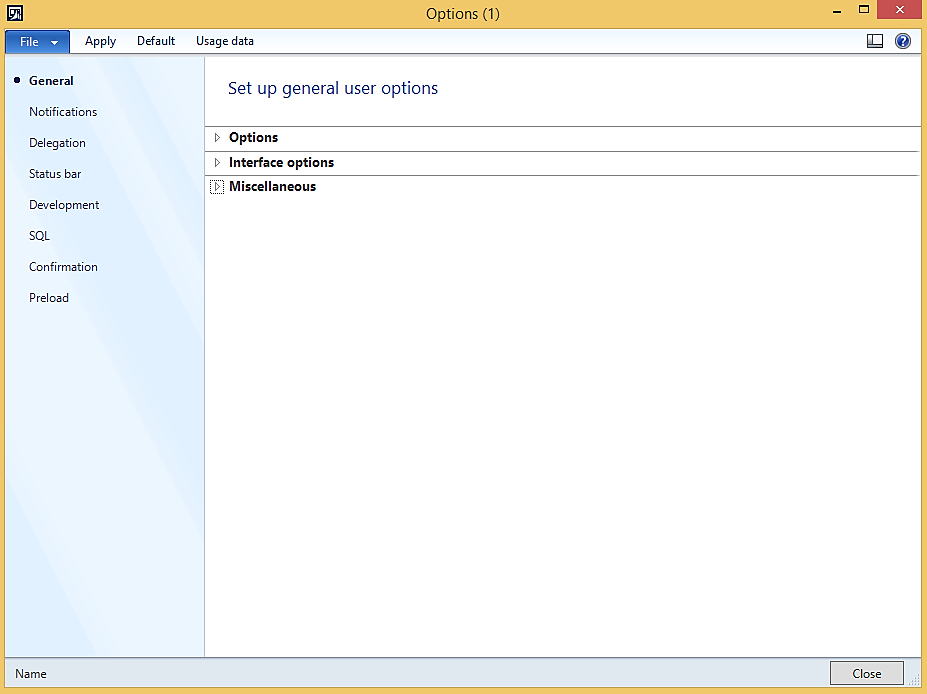 Options (1)
File Apply Default Usage data
General
Notifications
Delegation
Status bar
Development
SQL
Confirmation
Preload
Set up general user options
Options
Interface options
Miscellaneous
Name
Close